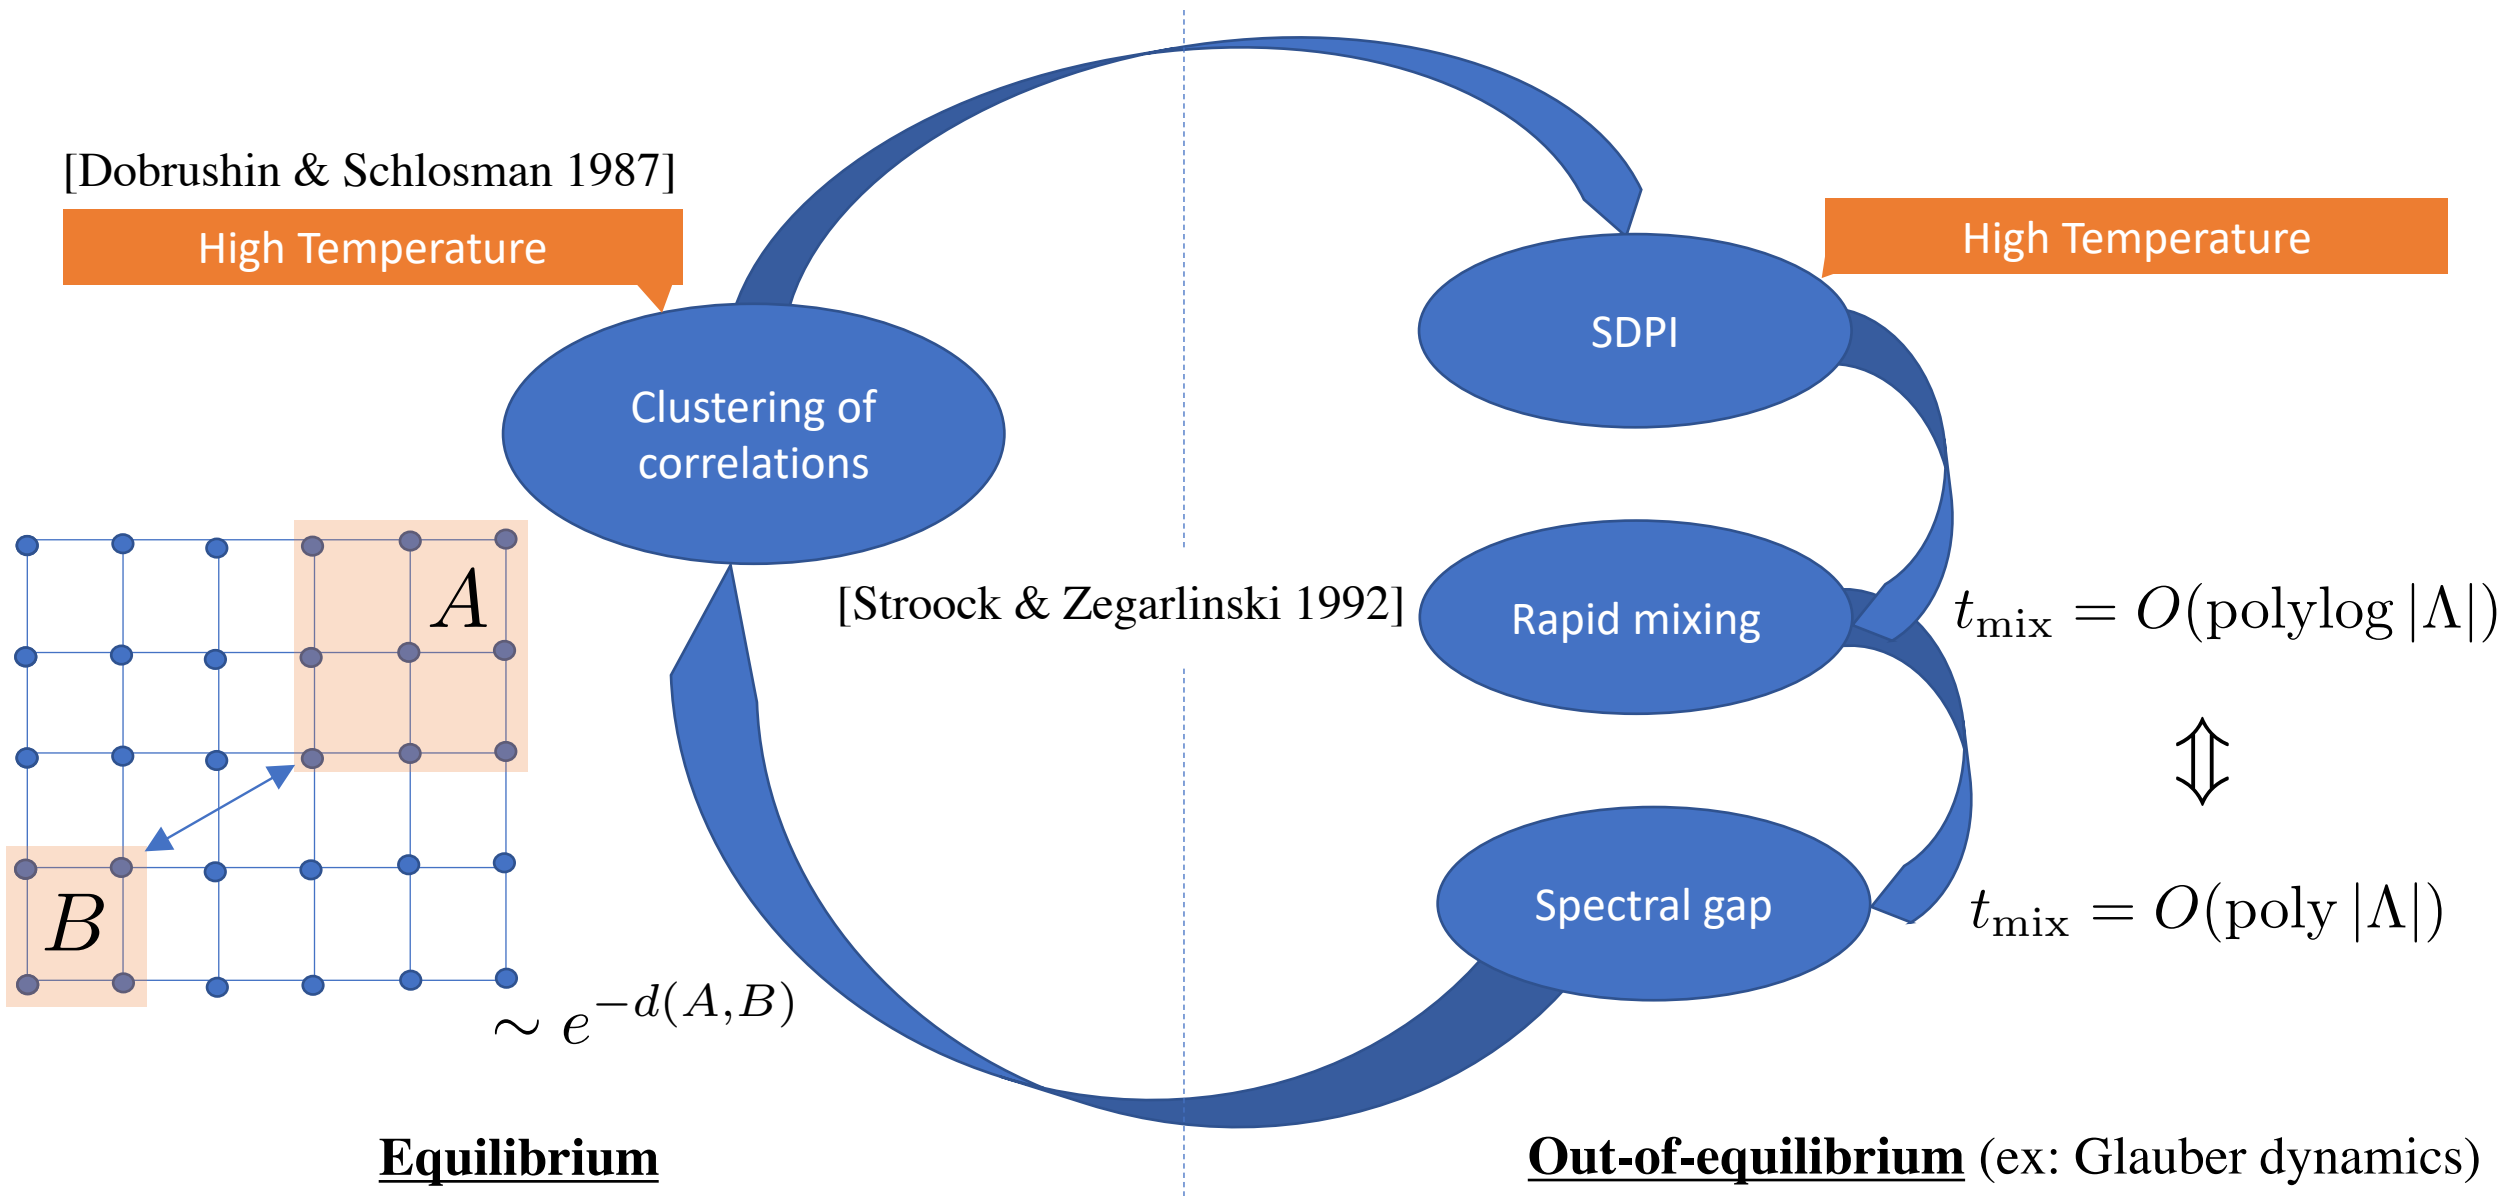 [Dobrushin & Schlosman 1987]
High Temperature
High Temperature
SDPI
Clustering of
correlations
A
[Stroock & Zegarlinski 1992]
Rapid mixing
t_mix = O(polylog |Λ|)
⇕
B
Spectral gap
t_mix = O(poly |Λ|)
∼ e^{−d(A,B)}
Equilibrium
Out-of-equilibrium (ex: Glauber dynamics)